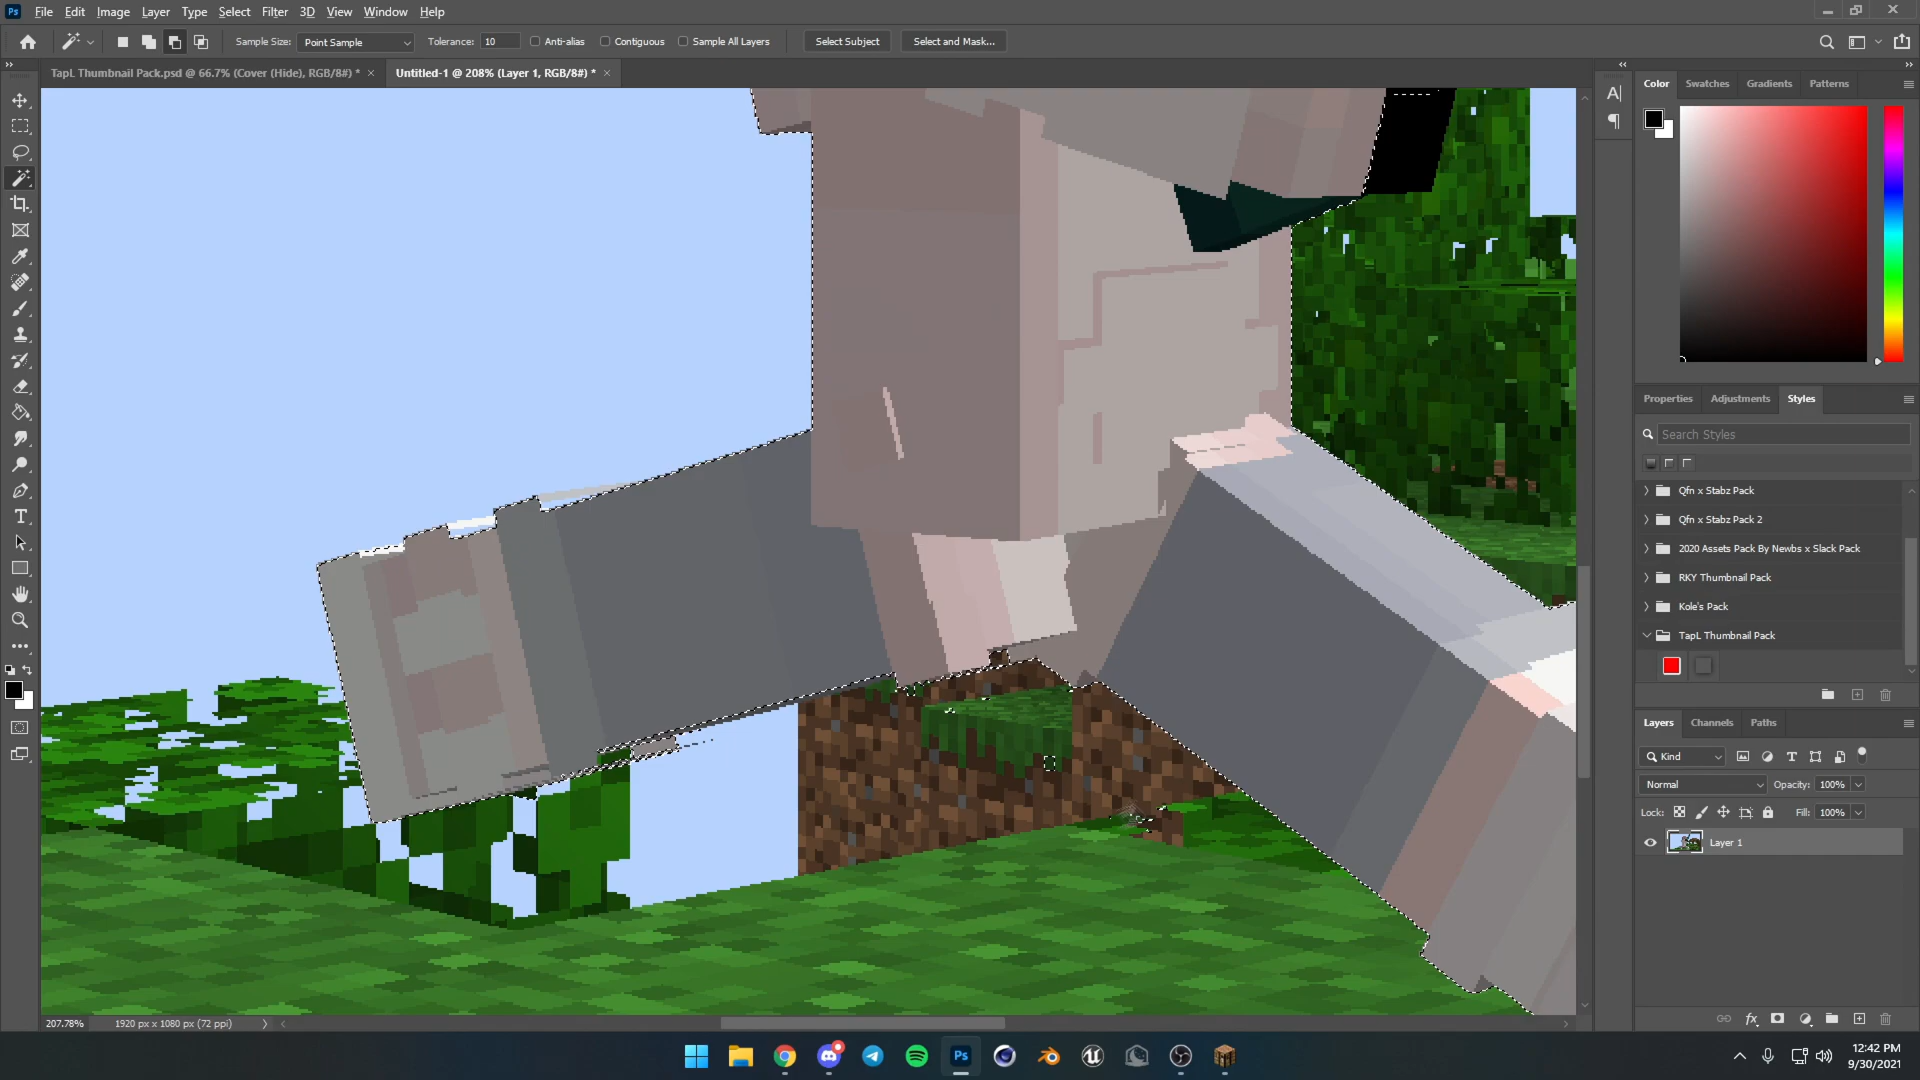 Ps File Edit Image Layer Type Select Filter 3D View Window Help
Sample Size: Point Sample Tolerance: 10 Anti-alias Contiguous Sample All Layers Select Subject Select and Mask...
TapL Thumbnail Pack.psd @ 66.7% (Cover (Hide), RGB/8#) * × Untitled-1 @ 208% (Layer 1, RGB/8#) * ×
Color Swatches Gradients Patterns
Properties Adjustments Styles
Search Styles
Qfn x Stabz Pack
Qfn x Stabz Pack 2
2020 Assets Pack By Newbs x Slack Pack
RKY Thumbnail Pack
Kole's Pack
TapL Thumbnail Pack
Layers Channels Paths
Kind
Normal Opacity: 100%
Lock: Fill: 100%
Layer 1
207.78% 1920 px x 1080 px (72 ppi)
Ps
12:42 PM
9/30/2021